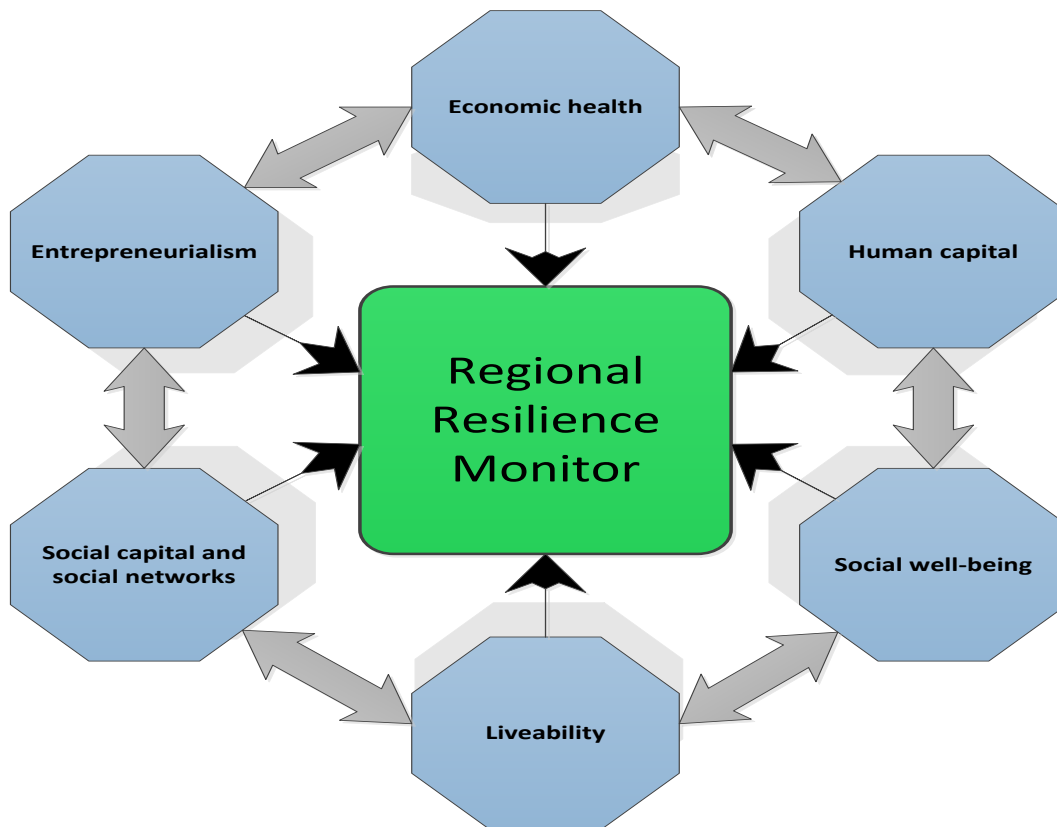 Economic health
Entrepreneurialism
Human capital
Regional
Resilience
Monitor
Social capital and
social networks
Social well-being
Liveability